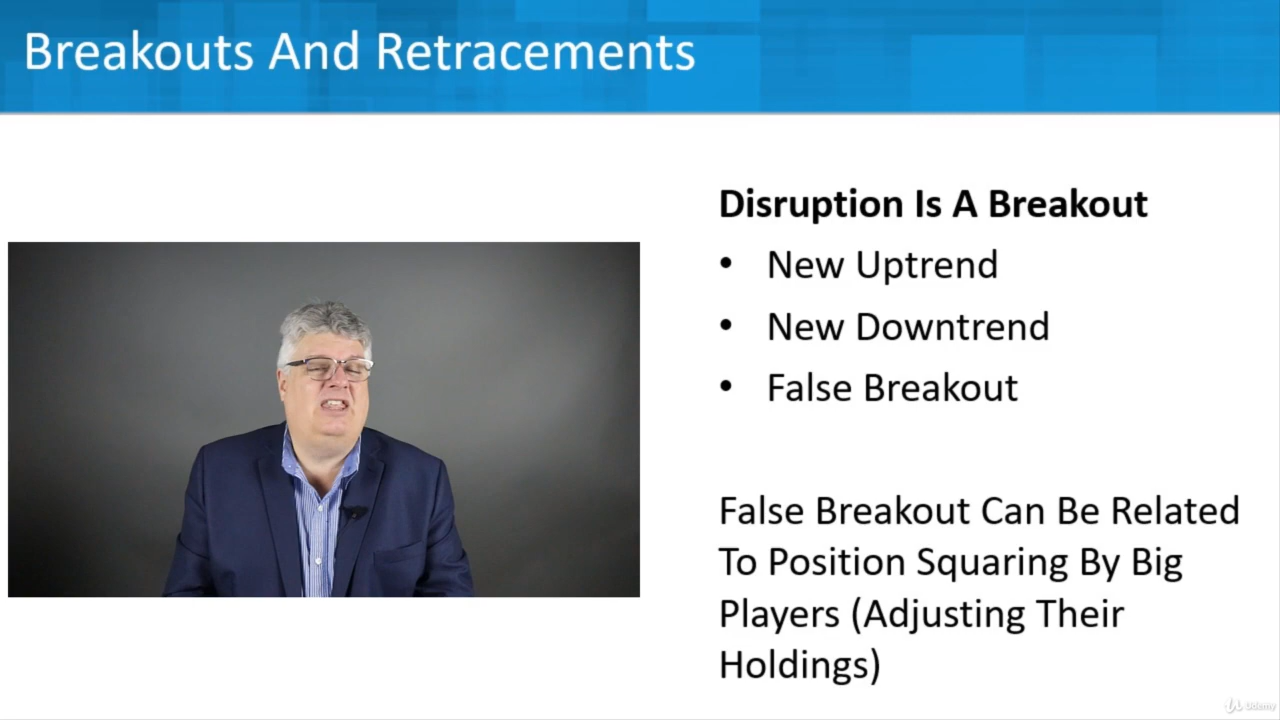 Breakouts And Retracements
Disruption Is A Breakout
• New Uptrend
• New Downtrend
• False Breakout
False Breakout Can Be Related
To Position Squaring By Big
Players (Adjusting Their
Holdings)
Udemy